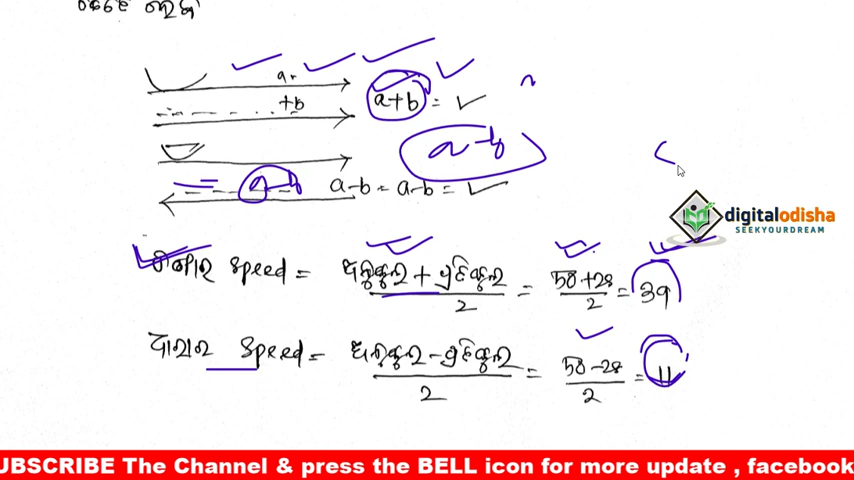 a
+b
a+b =
a-b
a-b
a-b = a-b =
ଡଙ୍ଗାର speed = ଅନୁକୂଳ + ପ୍ରତିକୂଳ / 2 = 50+28 / 2 = 39
speed = ଅନୁକୂଳ - ପ୍ରତିକୂଳ / 2 = 50-28 / 2 = 11
digitalodisha
SEEKYOURDREAM
UBSCRIBE The Channel & press the BELL icon for more update , facebook